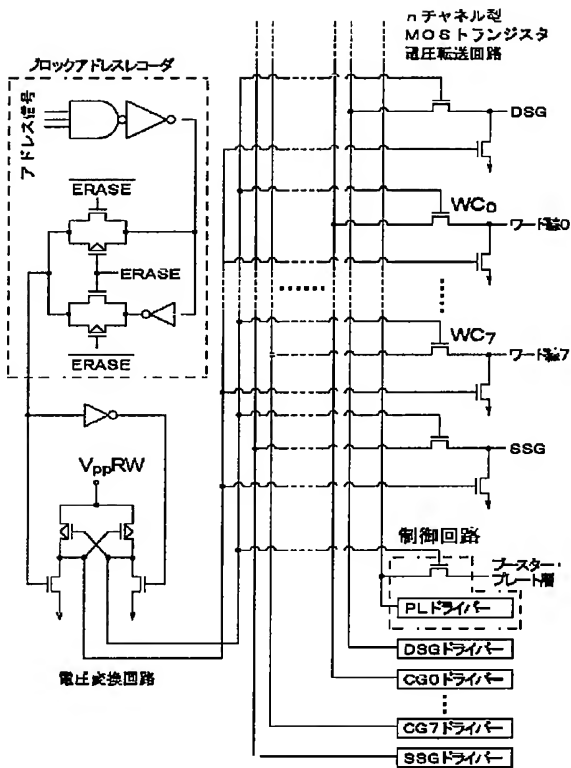 nチャネル型
MOSトランジスタ
電圧転送回路
ブロックアドレスレコーダ
アドレス信号
ERASE
ERASE
ERASE
DSG
WC0
ワード線0
......
WC7
ワード線7
SSG
VppRW
電圧変換回路
制御回路
ブースター・
プレート層
PLドライバー
DSGドライバー
CG0ドライバー
CG7ドライバー
SSGドライバー